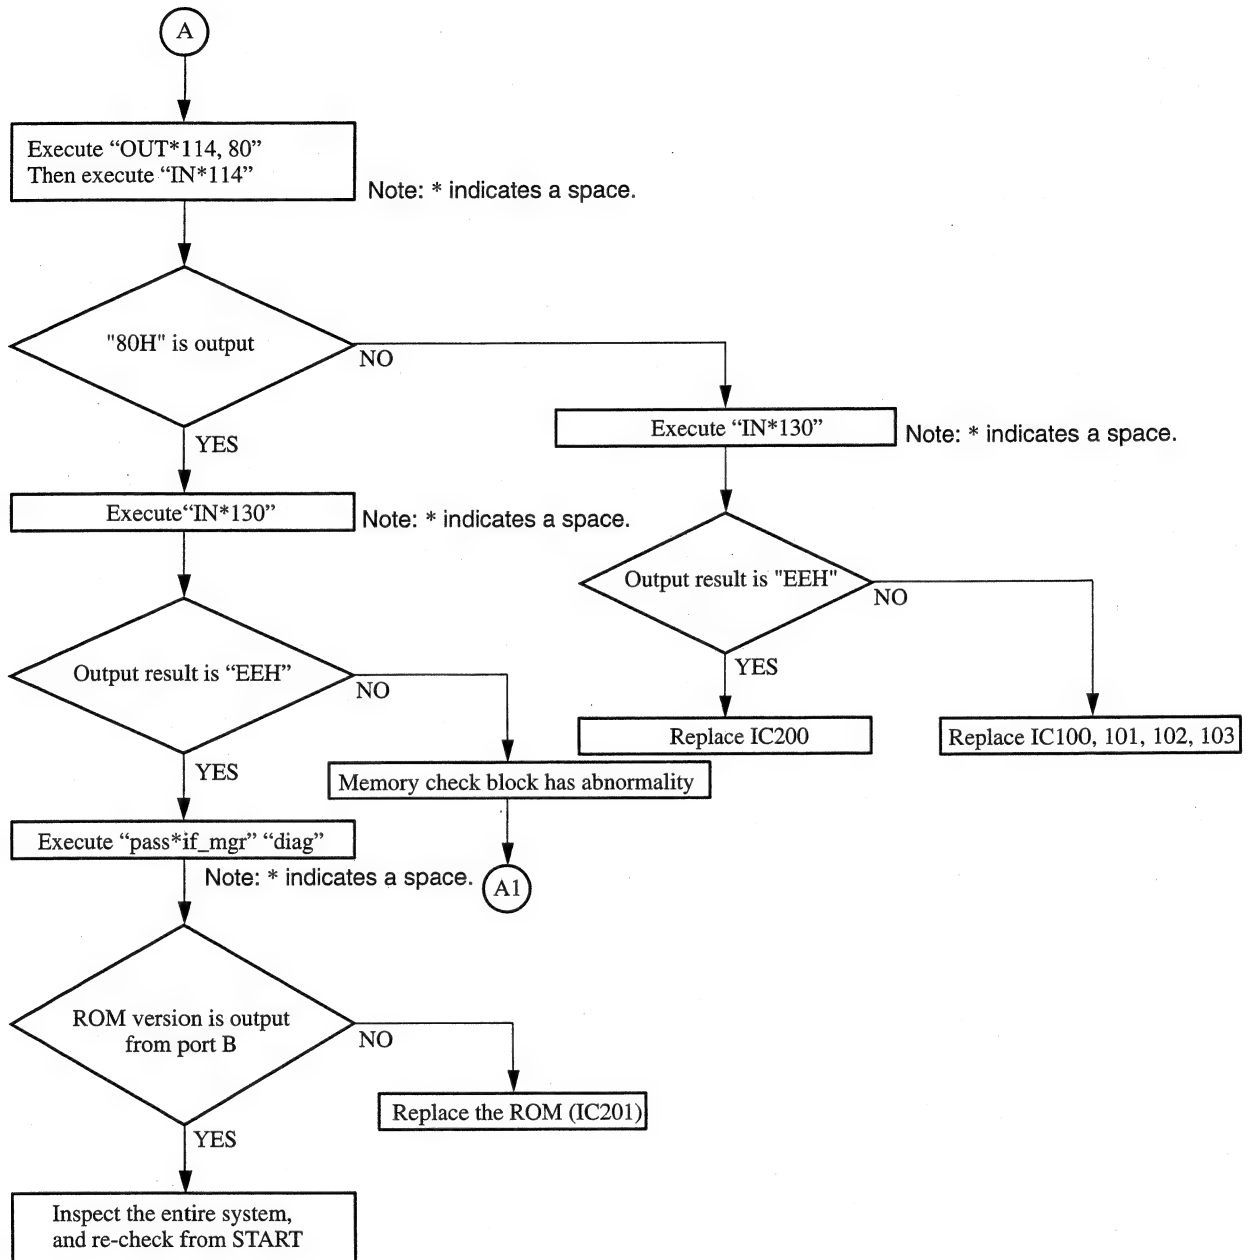 A
Execute “OUT*114, 80”
Then execute “IN*114”
Note: * indicates a space.
"80H" is output
NO
YES
Execute “IN*130”
Note: * indicates a space.
Execute“IN*130”
Note: * indicates a space.
Output result is "EEH"
NO
YES
Output result is “EEH”
NO
YES
Replace IC200
Replace IC100, 101, 102, 103
Memory check block has abnormality
Execute “pass*if_mgr” “diag”
Note: * indicates a space.
A1
ROM version is output
from port B
NO
YES
Replace the ROM (IC201)
Inspect the entire system,
and re-check from START